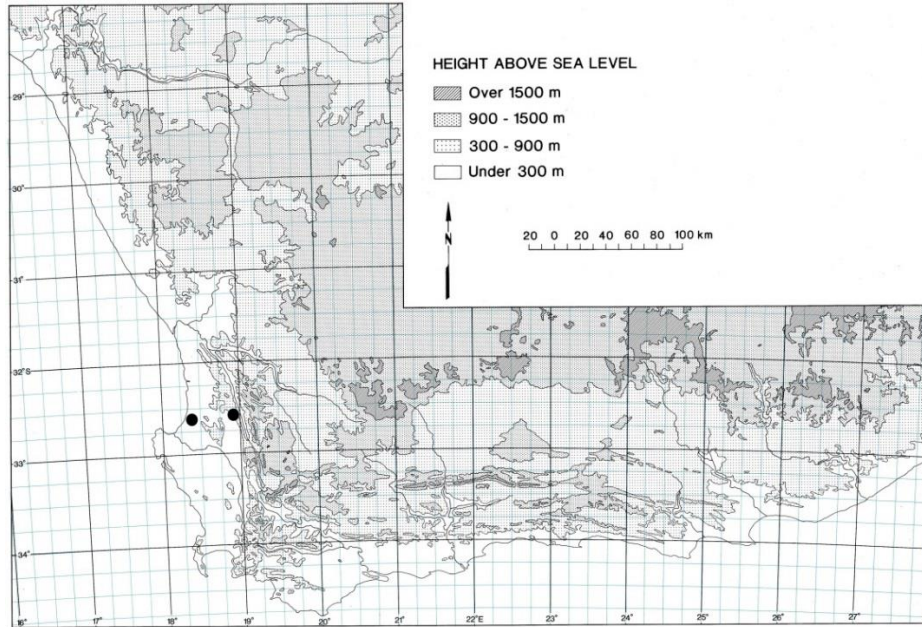 HEIGHT ABOVE SEA LEVEL
Over 1500 m
900 - 1500 m
300 - 900 m
Under 300 m
N
20 0 20 40 60 80 100 km
29°
30°
31°
32°S
33°
34°
16° 17° 18° 19° 20° 21° 22°E 23° 24° 25° 26° 27°